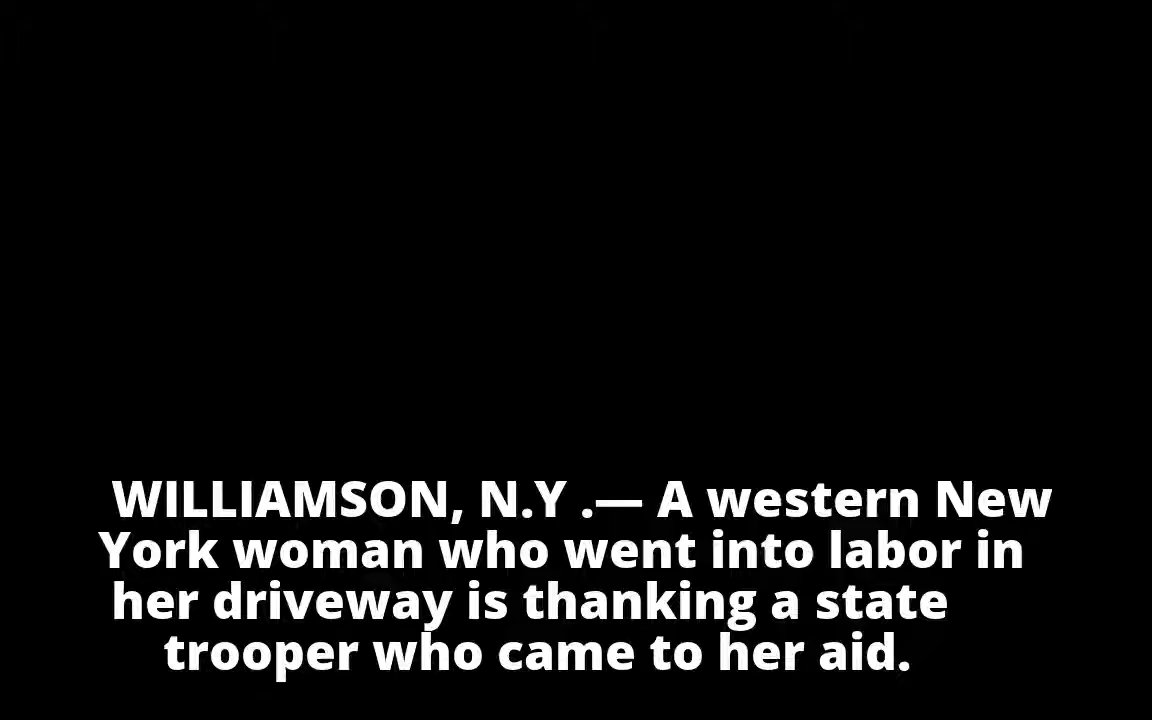 WILLIAMSON, N.Y .— A western New
York woman who went into labor in
her driveway is thanking a state
trooper who came to her aid.